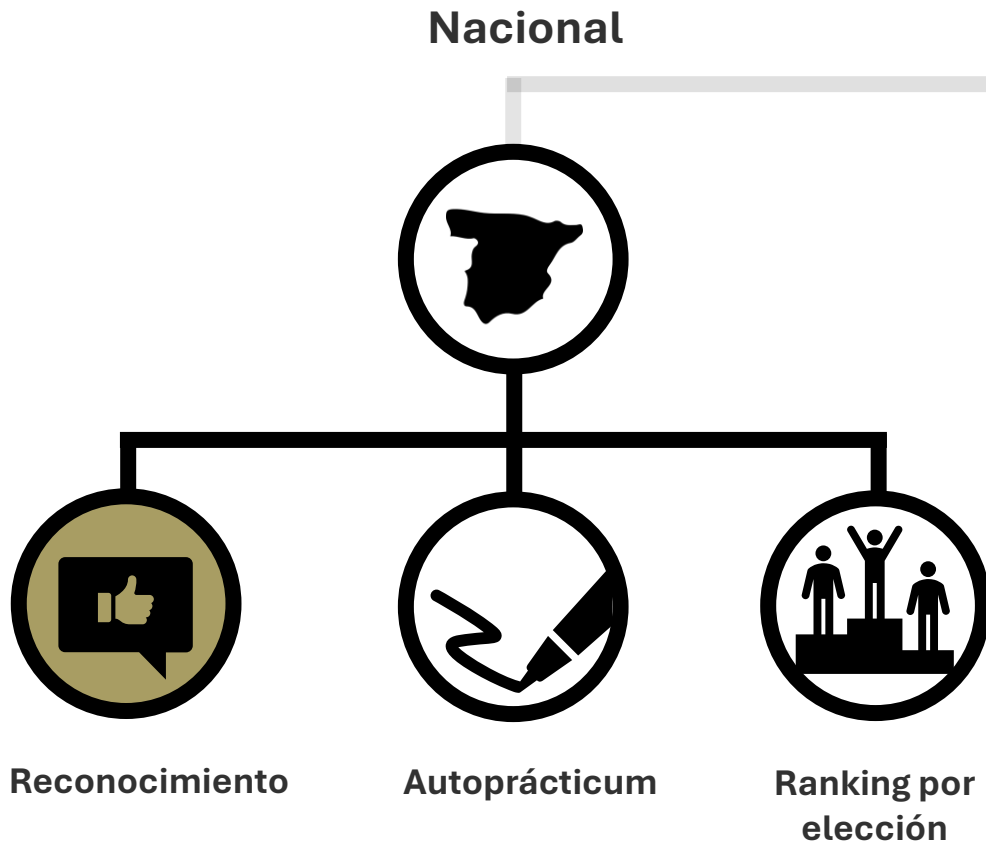 Nacional
Reconocimiento
Autoprácticum
Ranking por
elección